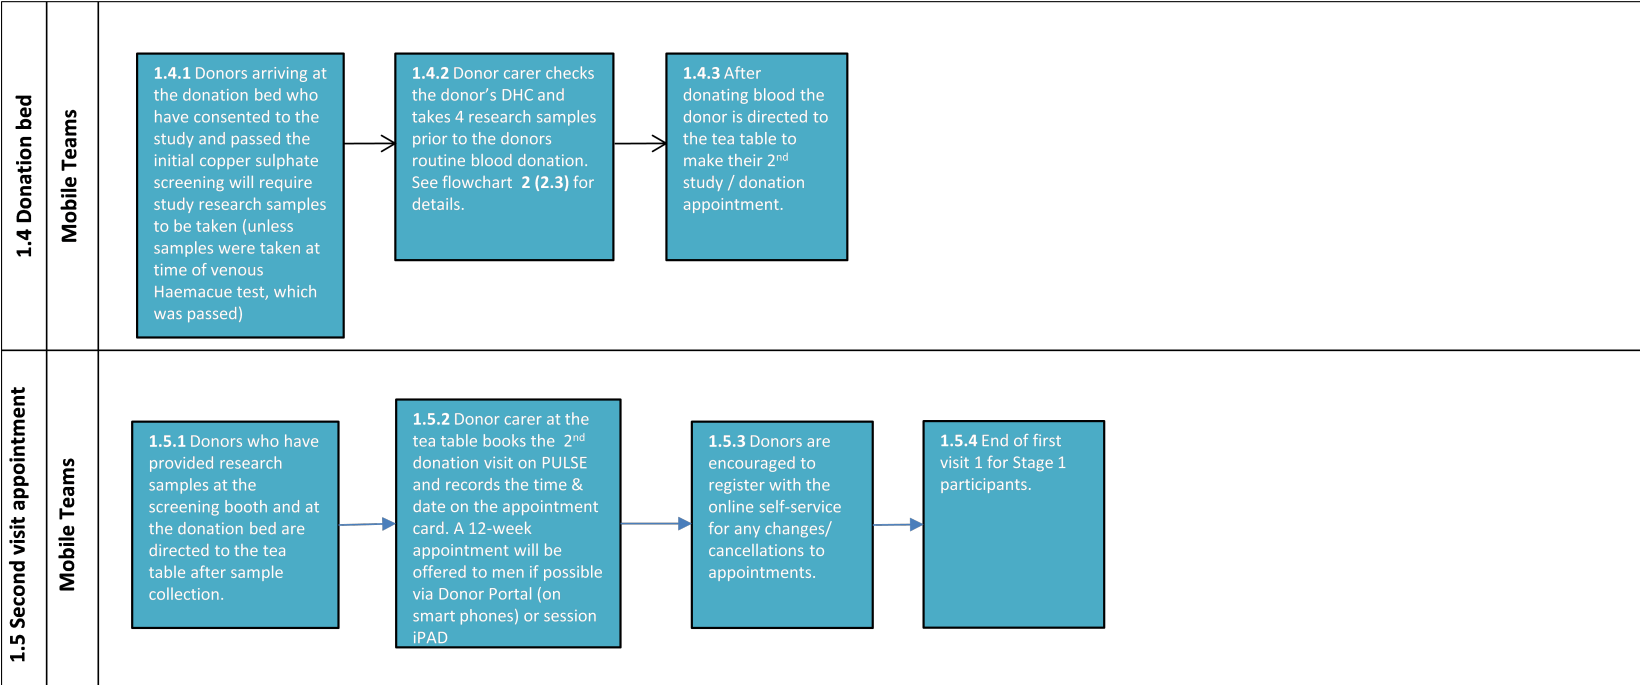 1.4 Donation bed
Mobile Teams
1.4.1 Donors arriving at
the donation bed who
have consented to the
study and passed the
initial copper sulphate
screening will require
study research samples
to be taken (unless
samples were taken at
time of venous
Haemacue test, which
was passed)
1.4.2 Donor carer checks
the donor’s DHC and
takes 4 research samples
prior to the donors
routine blood donation.
See flowchart 2 (2.3) for
details.
1.4.3 After
donating blood the
donor is directed to
the tea table to
make their 2nd
study / donation
appointment.
1.5 Second visit appointment
Mobile Teams
1.5.1 Donors who have
provided research
samples at the
screening booth and at
the donation bed are
directed to the tea
table after sample
collection.
1.5.2 Donor carer at the
tea table books the 2nd
donation visit on PULSE
and records the time &
date on the appointment
card. A 12-week
appointment will be
offered to men if possible
via Donor Portal (on
smart phones) or session
iPAD
1.5.3 Donors are
encouraged to
register with the
online self-service
for any changes/
cancellations to
appointments.
1.5.4 End of first
visit 1 for Stage 1
participants.